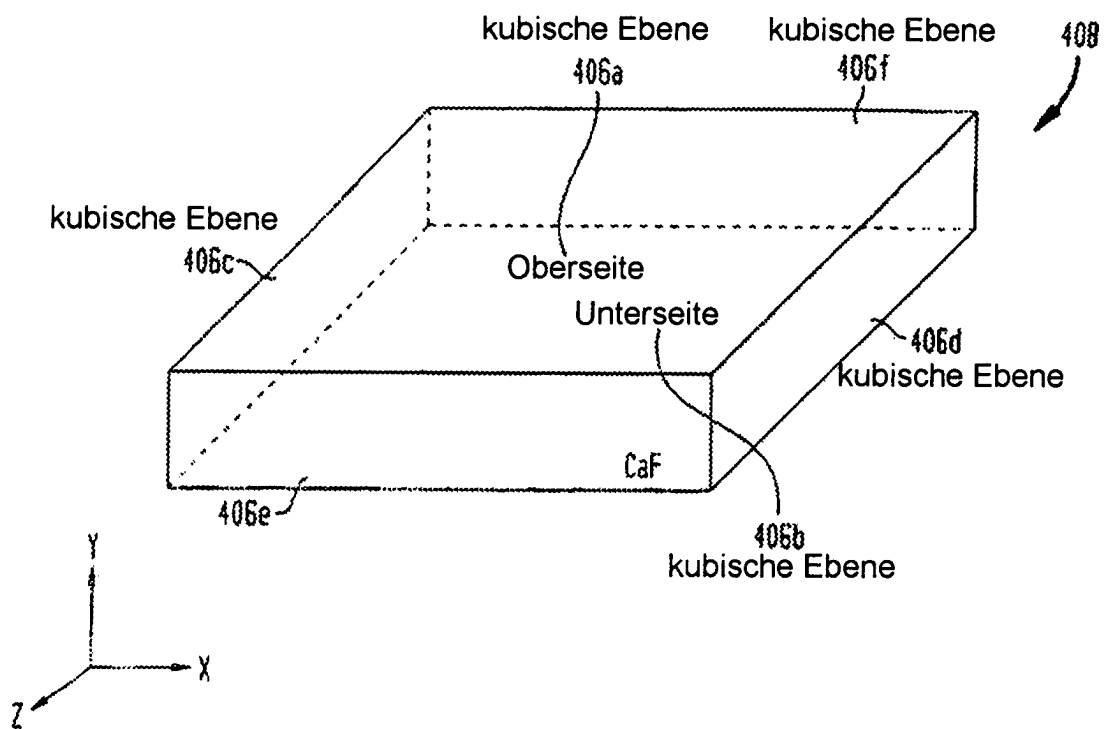 kubische Ebene
406a
kubische Ebene
406f
408
kubische Ebene
406c
Oberseite
Unterseite
406d
kubische Ebene
CaF
406e
406b
kubische Ebene
Y
X
Z